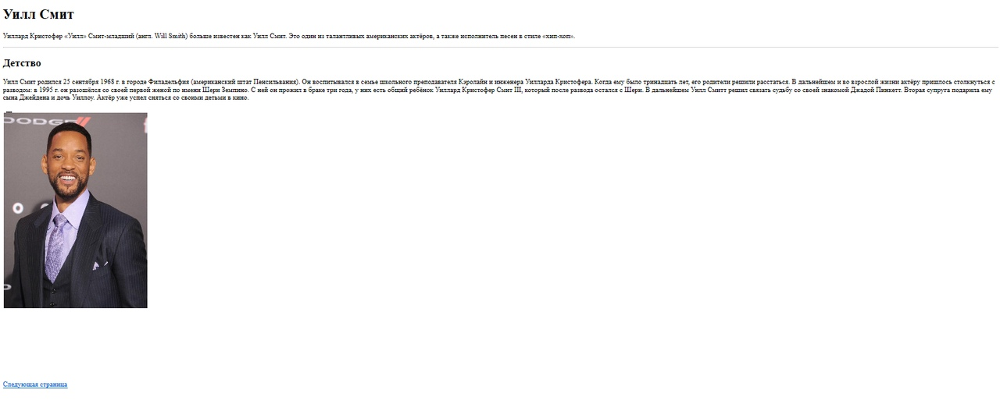 Уилл Смит
Уиллард Кристофер «Уилл» Смит-младший (англ. Will Smith) больше известен как Уилл Смит. Это один из талантливых американских актёров, а также исполнитель песен в стиле «хип-хоп».
Детство
Уилл Смит родился 25 сентября 1968 г. в городе Филадельфия (американский штат Пенсильвания). Он воспитывался в семье школьного преподавателя Кэролайн и инженера Уилларда Кристофера. Когда ему было тринадцать лет, его родители решили расстаться. В дальнейшем и во взрослой жизни актёру пришлось столкнуться с
разводом: в 1995 г. он разошёлся со своей первой женой по имени ШериЗемпино. С ней он прожил в браке три года, у них есть общий ребёнок Уиллард Кристофер Смит III, который после развода остался с Шери. В дальнейшем Уилл Смитт решил связать судьбу со своей знакомой Джадой Пинкетт. Вторая супруга подарила ему
сына Джейдена и дочь Уиллоу. Актёр уже успел сняться со своими детьми в кино.
DODGE
Следующая страница